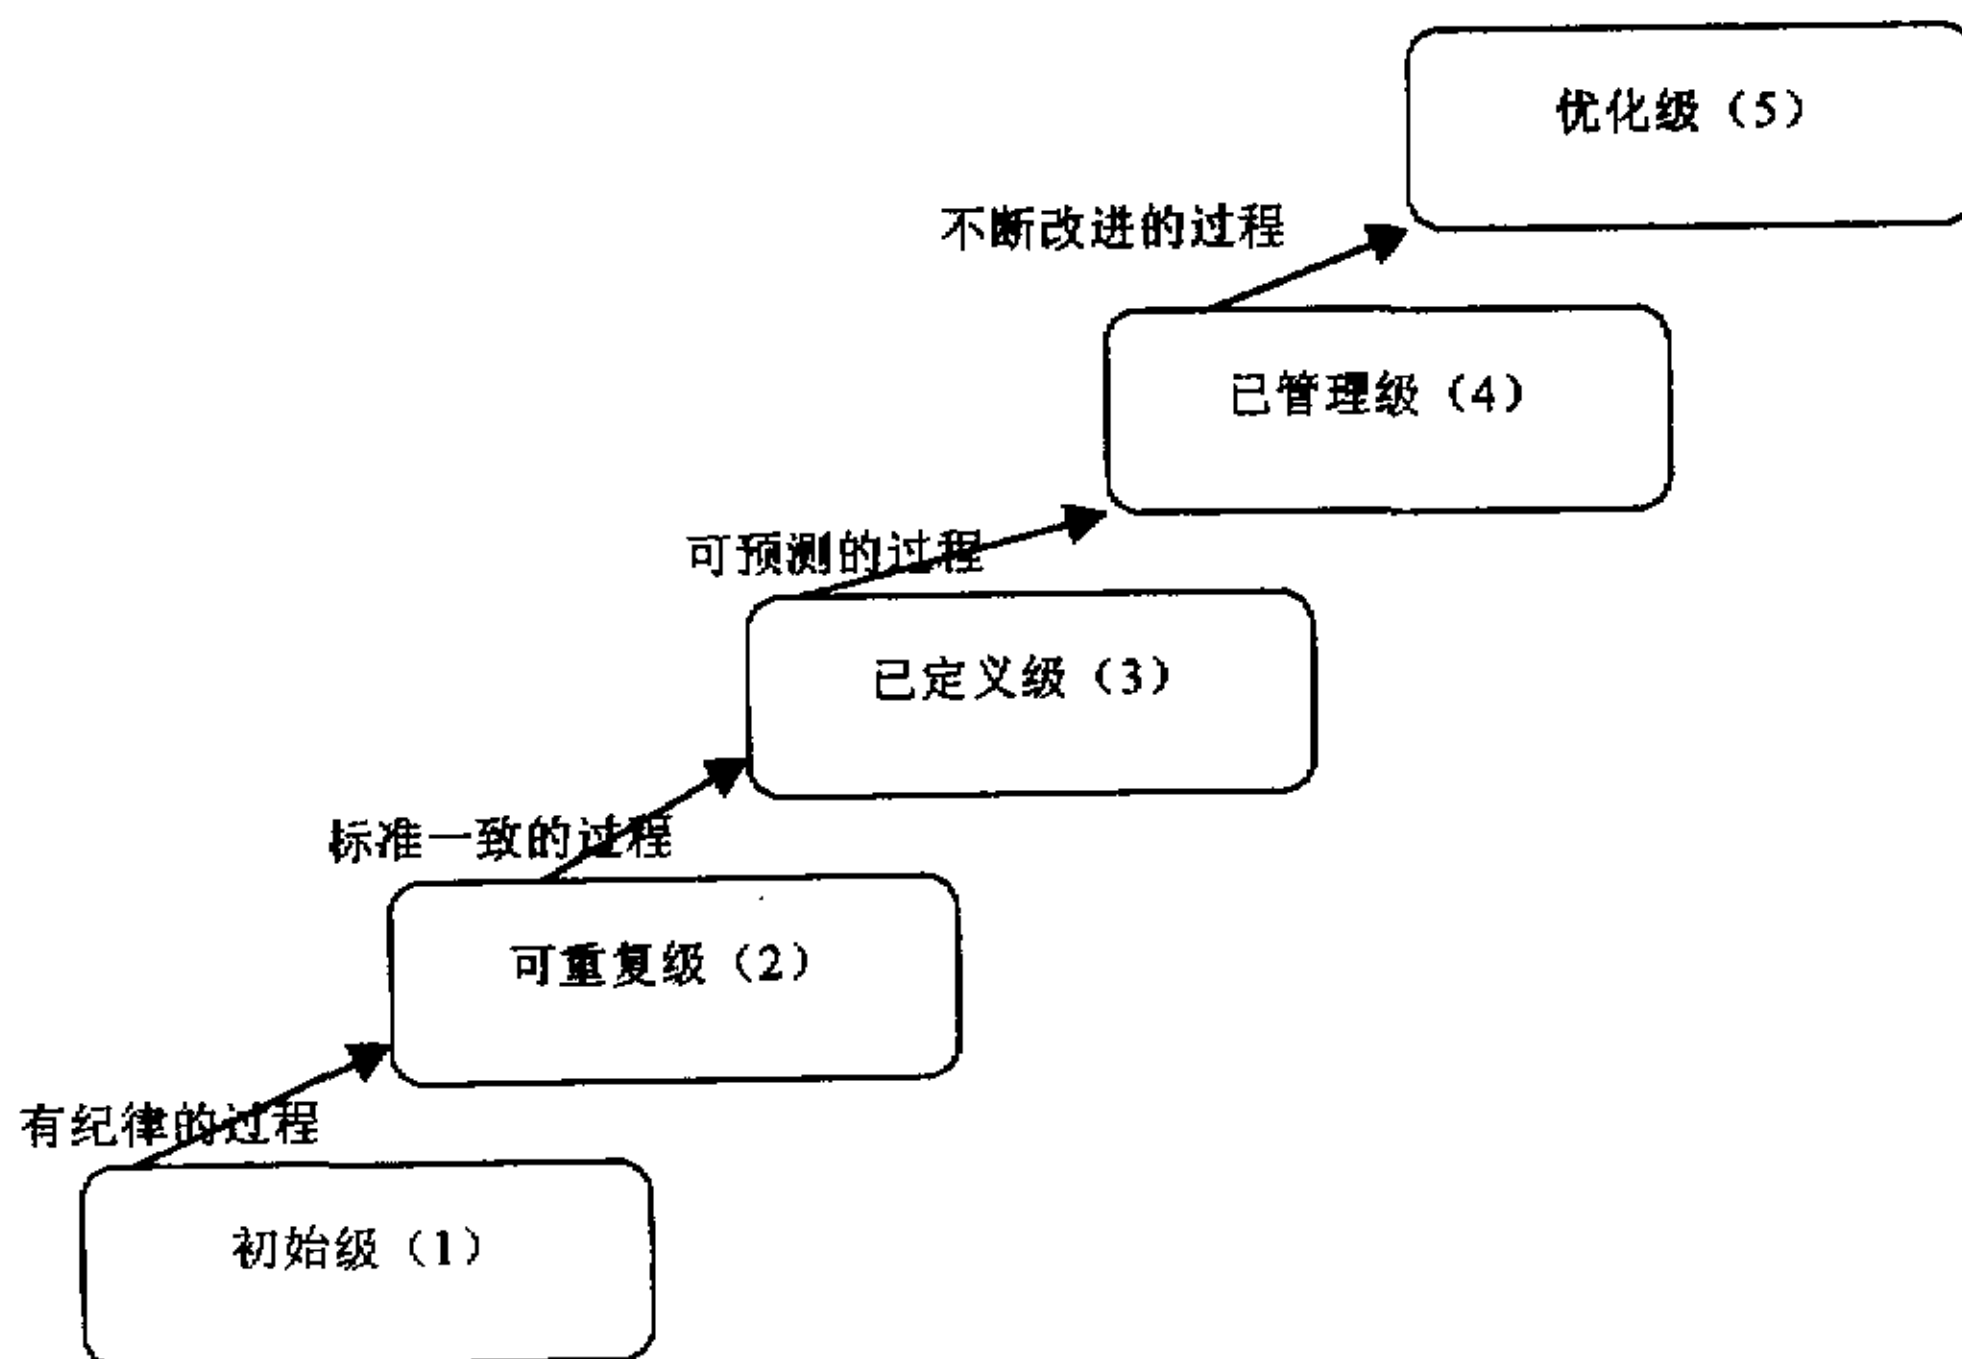 优化级（5）
不断改进的过程
已管理级（4）
可预测的过程
已定义级（3）
标准一致的过程
可重复级（2）
有纪律的过程
初始级（1）